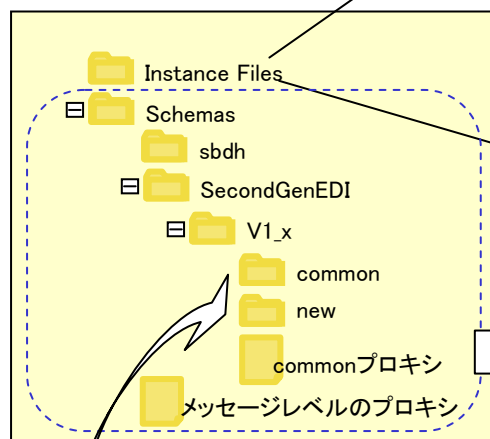 Instance Files
Schemas
sbdh
SecondGenEDI
V1_x
common
new
commonプロキシ
メッセージレベルのプロキシ